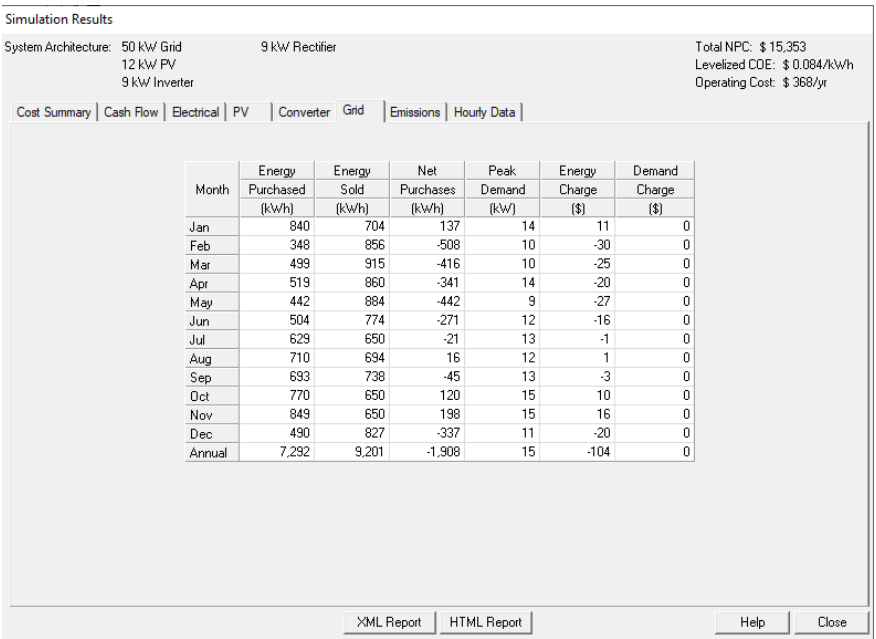 Simulation Results
System Architecture: 50 kW Grid 9 kW Rectifier Total NPC: $ 15,353
12 kW PV Levelized COE: $ 0.084/kWh
9 kW Inverter Operating Cost: $ 368/yr
Cost Summary Cash Flow Electrical PV Converter Grid Emissions Hourly Data
Energy Energy Net Peak Energy Demand
Month Purchased Sold Purchases Demand Charge Charge
(kWh) (kWh) (kWh) (kW) ($) ($)
Jan 840 704 137 14 11 0
Feb 348 856 -508 10 -30 0
Mar 499 915 -416 10 -25 0
Apr 519 860 -341 14 -20 0
May 442 884 -442 9 -27 0
Jun 504 774 -271 12 -16 0
Jul 629 650 -21 13 -1 0
Aug 710 694 16 12 1 0
Sep 693 738 -45 13 -3 0
Oct 770 650 120 15 10 0
Nov 849 650 198 15 16 0
Dec 490 827 -337 11 -20 0
Annual 7,292 9,201 -1,908 15 -104 0
XML Report HTML Report Help Close